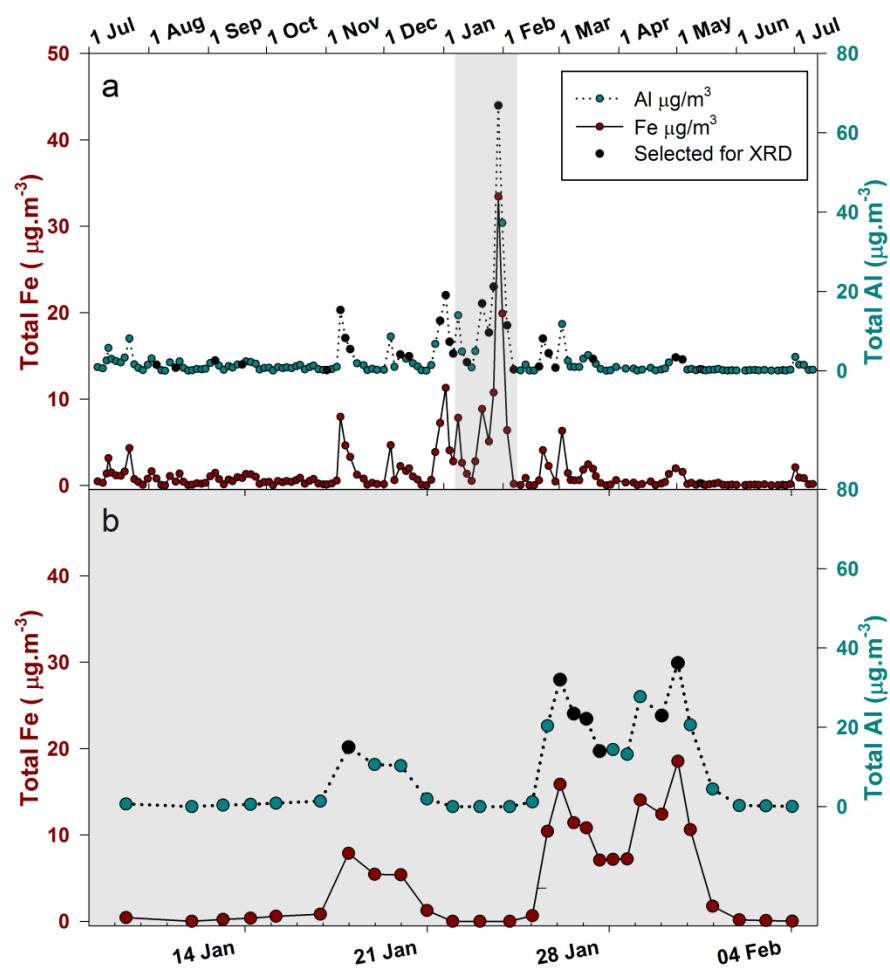 1 Jul 1 Aug 1 Sep 1 Oct 1 Nov 1 Dec 1 Jan 1 Feb 1 Mar 1 Apr 1 May 1 Jun 1 Jul
a
50
40
30
20
10
0
Total Fe ( μg.m⁻³)
80
60
40
20
0
Total Al (μg.m⁻³)
Al μg/m³
Fe μg/m³
Selected for XRD
b
40
30
20
10
0
Total Fe ( μg.m⁻³)
80
60
40
20
0
Total Al (μg.m⁻³)
14 Jan 21 Jan 28 Jan 04 Feb